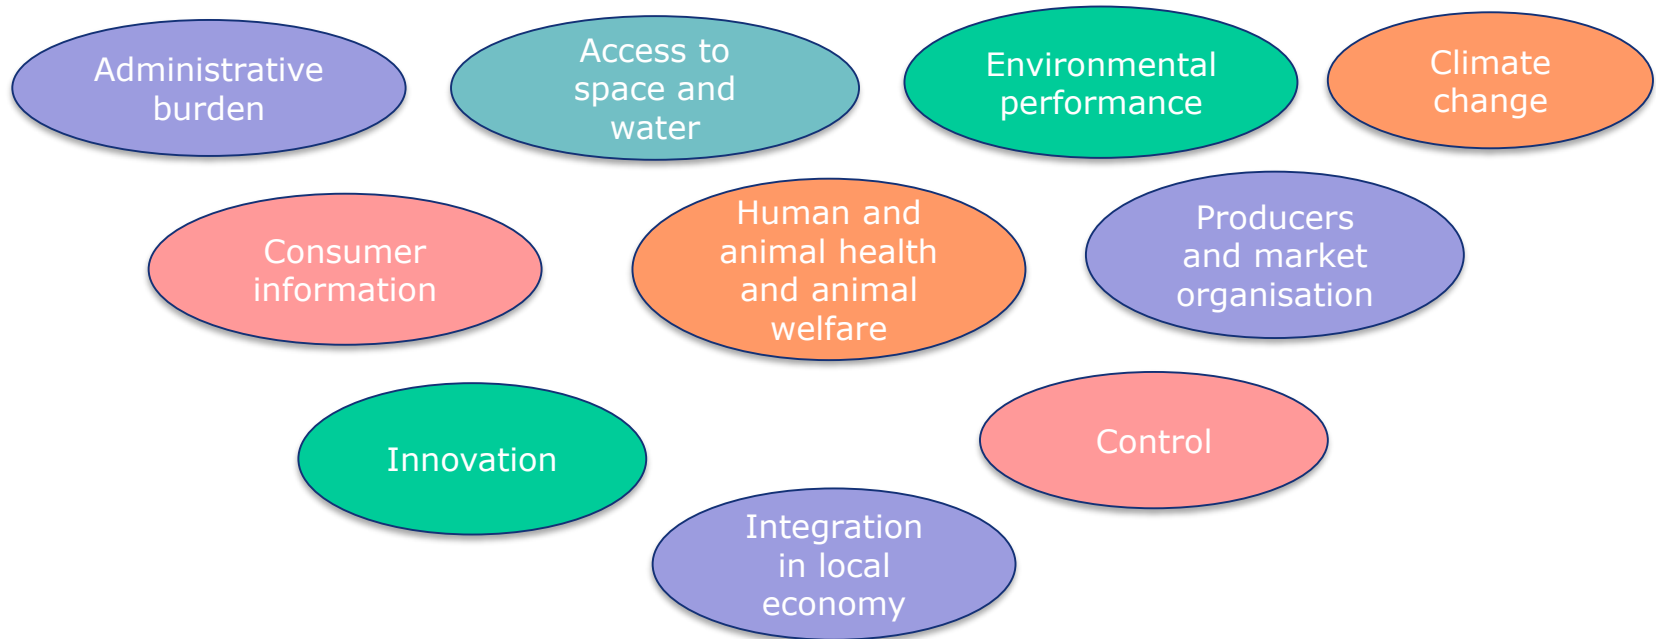 Administrative
burden
Access to
space and
water
Environmental
performance
Climate
change
Consumer
information
Human and
animal health
and animal
welfare
Producers
and market
organisation
Innovation
Control
Integration
in local
economy